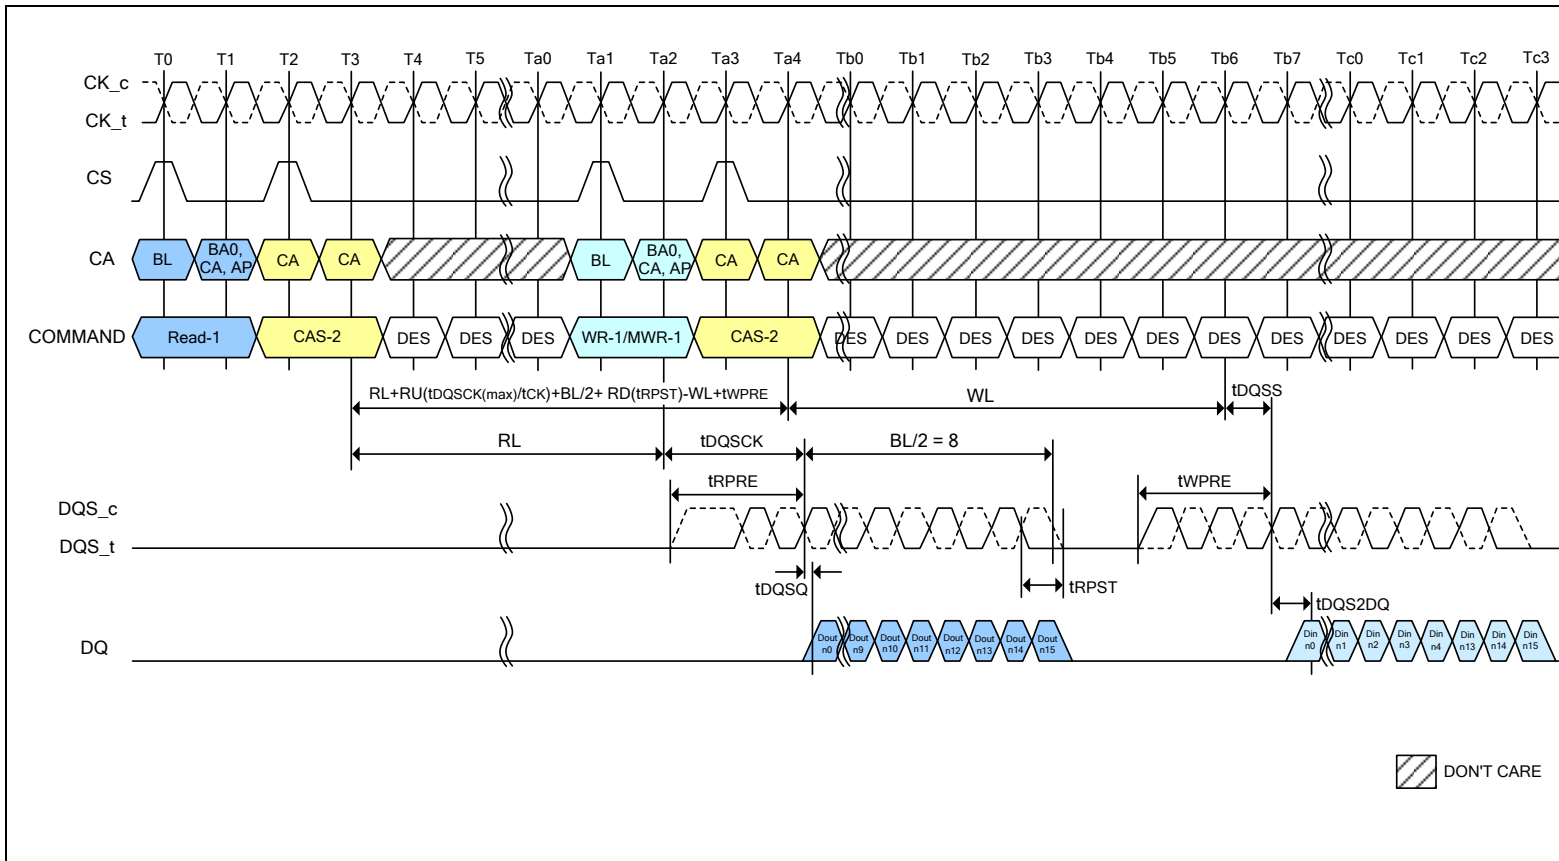 T0 T1 T2 T3 T4 T5 Ta0 Ta1 Ta2 Ta3 Ta4 Tb0 Tb1 Tb2 Tb3 Tb4 Tb5 Tb6 Tb7 Tc0 Tc1 Tc2 Tc3
CK_c
CK_t
CS
CA BL BA0, CA, AP CA CA BL BA0, CA, AP CA CA
COMMAND Read-1 CAS-2 DES DES DES WR-1/MWR-1 CAS-2 DES DES DES DES DES DES DES DES DES DES DES DES
RL+RU(tDQSCK(max)/tCK)+BL/2+ RD(tRPST)-WL+tWPRE WL tDQSS
RL tDQSCK BL/2 = 8
tRPRE tWPRE
DQS_c
DQS_t
tDQSQ tRPST tDQS2DQ
DQ Dout n0 Dout n9 Dout n10 Dout n11 Dout n12 Dout n13 Dout n14 Dout n15 Din n0 Din n1 Din n2 Din n3 Din n4 Din n13 Din n14 Din n15
DON'T CARE